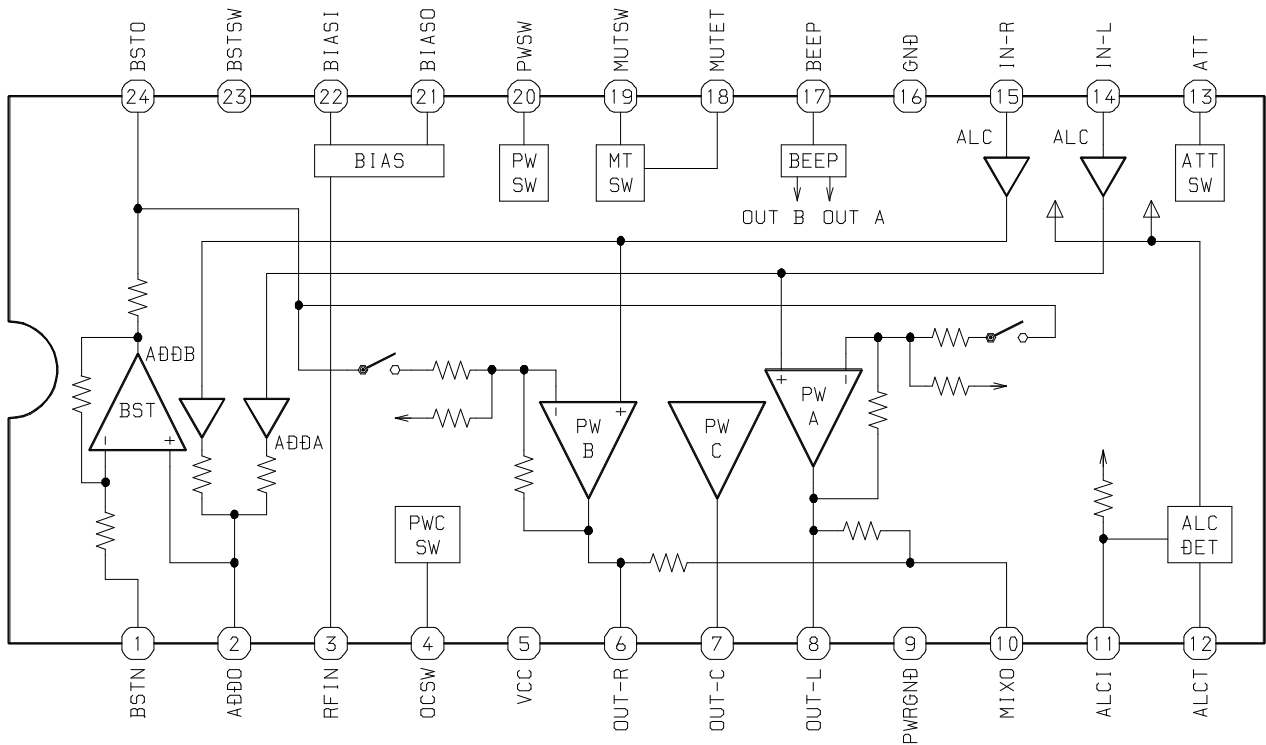 BSTO
BSTSW
BIASI
BIASO
PWSW
MUTSW
MUTET
BEEP
GND
IN-R
IN-L
ATT
24
23
22
21
20
19
18
17
16
15
14
13
ALC
ALC
BIAS
PW
SW
MT
SW
BEEP
ATT
SW
OUT B OUT A
ADDB
BST
- +
ADDA
PW
B
- +
PW
C
PW
A
+ -
PWC
SW
ALC
DET
1
2
3
4
5
6
7
8
9
10
11
12
BSTN
ADDO
RFIN
OCSW
VCC
OUT-R
OUT-C
OUT-L
PWRGND
MIXO
ALCI
ALCT